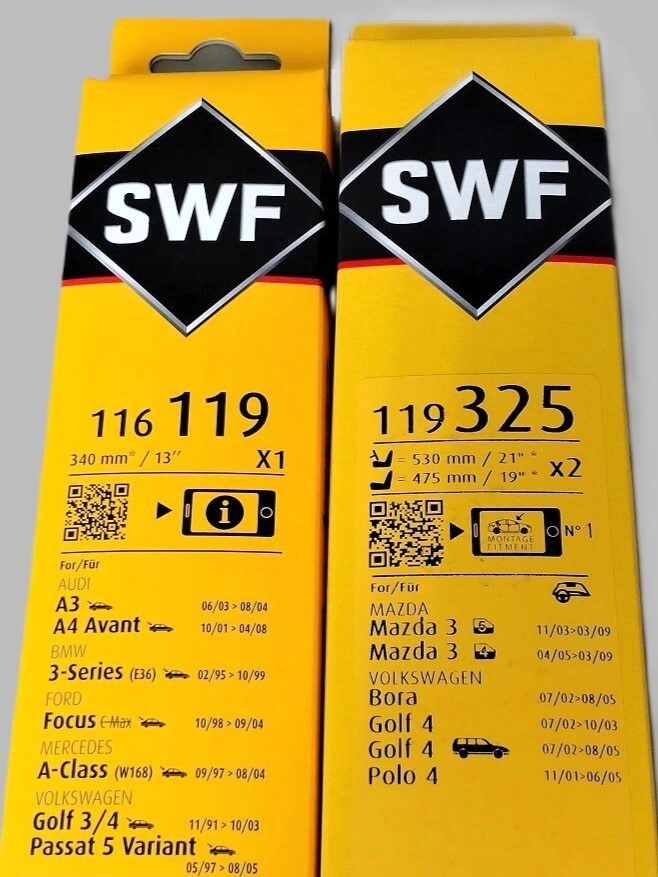 SWF
116 119
340 mm* / 13’’ X1
i
For/Für
AUDI
A3 06/03 > 08/04
A4 Avant 10/01 > 04/08
BMW
3-Series (E36) 02/95 > 10/99
FORD
Focus C-Max 10/98 > 09/04
MERCEDES
A-Class (W168) 09/97 > 08/04
VOLKSWAGEN
Golf 3/4 11/91 > 10/03
Passat 5 Variant
05/97 > 08/05
SWF
119 325
= 530 mm / 21" *
= 475 mm / 19" *
X2
MONTAGE
FITMENT
N° 1
For/Für
MAZDA
Mazda 3 5 11/03>03/09
Mazda 3 4 04/05>03/09
VOLKSWAGEN
Bora 07/02>08/05
Golf 4 07/02>10/03
Golf 4 07/02>08/05
Polo 4 11/01>06/05